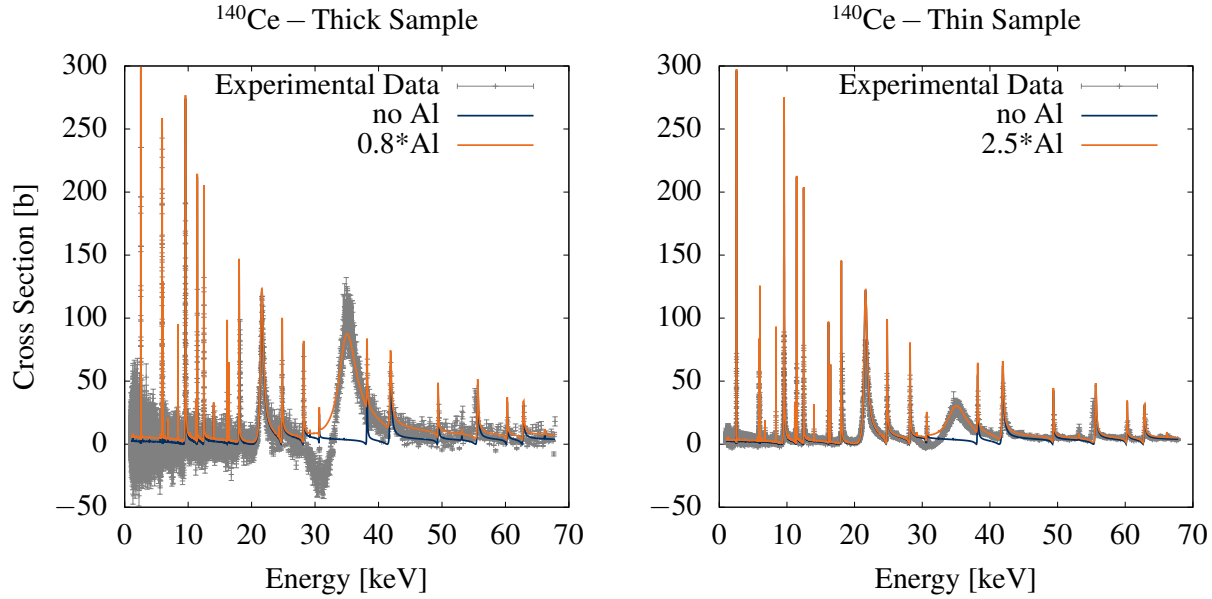 ¹⁴⁰Ce – Thick Sample
Cross Section [b]
300
250
200
150
100
50
0
−50
Experimental Data
no Al
0.8*Al
0 10 20 30 40 50 60 70
Energy [keV]
¹⁴⁰Ce – Thin Sample
300
250
200
150
100
50
0
−50
Experimental Data
no Al
2.5*Al
0 10 20 30 40 50 60 70
Energy [keV]